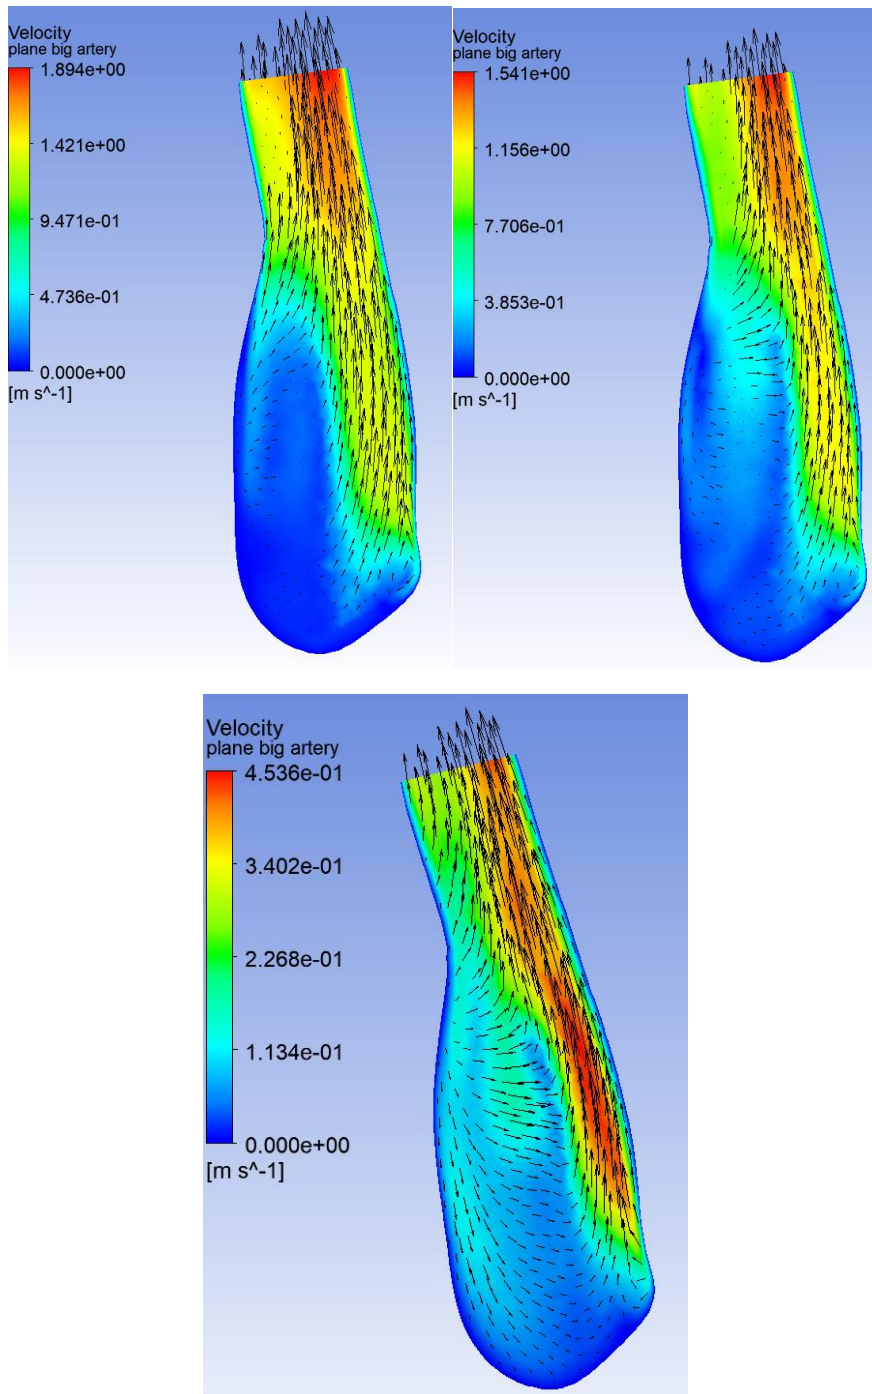 Velocity
plane big artery
1.894e+00
1.421e+00
9.471e-01
4.736e-01
0.000e+00
[m s^-1]
Velocity
plane big artery
1.541e+00
1.156e+00
7.706e-01
3.853e-01
0.000e+00
[m s^-1]
Velocity
plane big artery
4.536e-01
3.402e-01
2.268e-01
1.134e-01
0.000e+00
[m s^-1]